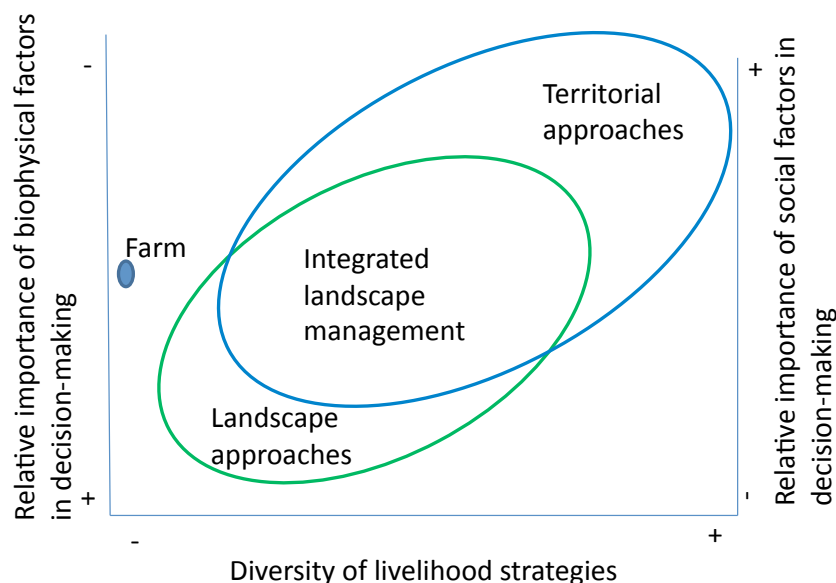 Relative importance of biophysical factors
in decision-making
-
+
Farm
Territorial
approaches
Integrated
landscape
management
Landscape
approaches
+
-
Relative importance of social factors in
decision-making
-
+
Diversity of livelihood strategies